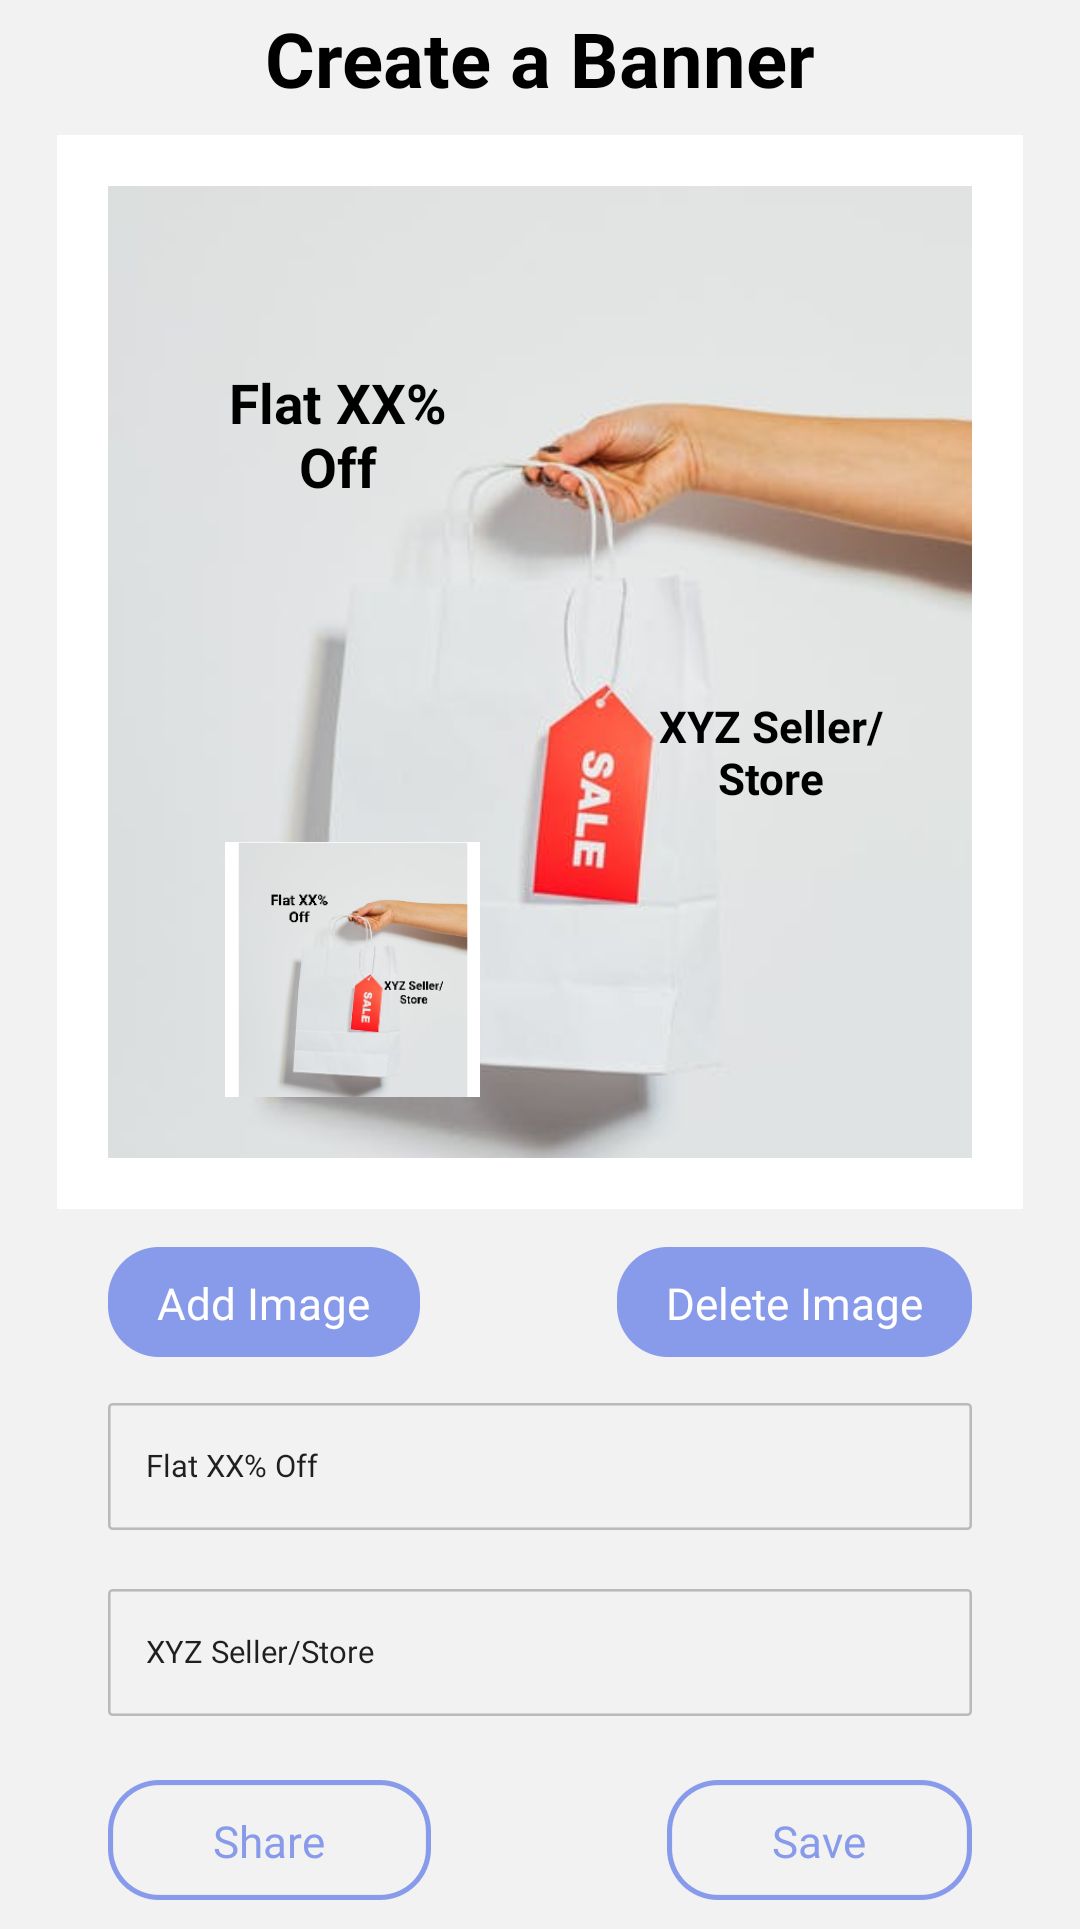 Create a Banner
Flat XX%
Off
XYZ Seller/
Store
SALE
Flat XX%
Off
XYZ Seller/
Store
SALE
Add Image
Delete Image
Flat XX% Off
XYZ Seller/Store
Share
Save